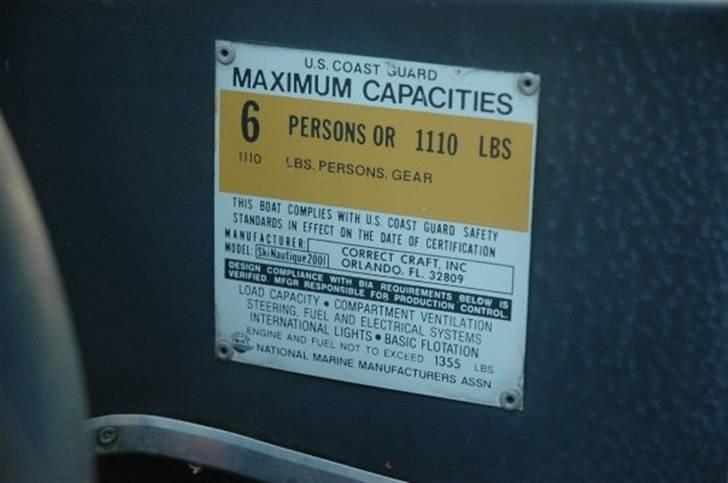 U.S. COAST GUARD
MAXIMUM CAPACITIES
6 PERSONS OR 1110 LBS
1110 LBS. PERSONS, GEAR
THIS BOAT COMPLIES WITH U.S. COAST GUARD SAFETY
STANDARDS IN EFFECT ON THE DATE OF CERTIFICATION
MANUFACTURER: CORRECT CRAFT, INC
MODEL: Ski Nautique 2001 ORLANDO, FL. 32809
DESIGN COMPLIANCE WITH BIA REQUIREMENTS BELOW IS
VERIFIED. MFGR RESPONSIBLE FOR PRODUCTION CONTROL.
LOAD CAPACITY • COMPARTMENT VENTILATION
STEERING, FUEL AND ELECTRICAL SYSTEMS
INTERNATIONAL LIGHTS • BASIC FLOTATION
ENGINE AND FUEL NOT TO EXCEED 1355 LBS
NATIONAL MARINE MANUFACTURERS ASSN